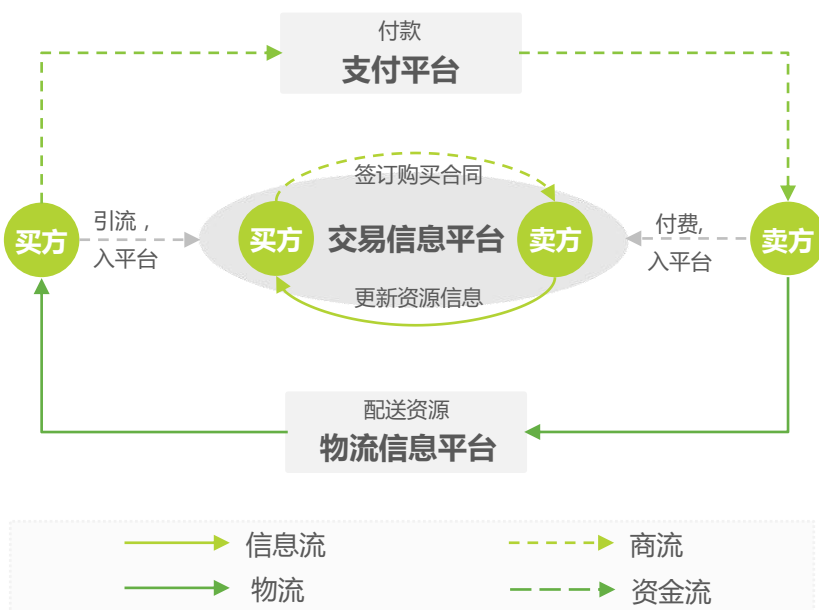 付款
支付平台
签订购买合同
买方
引流，
入平台
买方
交易信息平台
卖方
付费,
入平台
卖方
更新资源信息
配送资源
物流信息平台
信息流
商流
物流
资金流